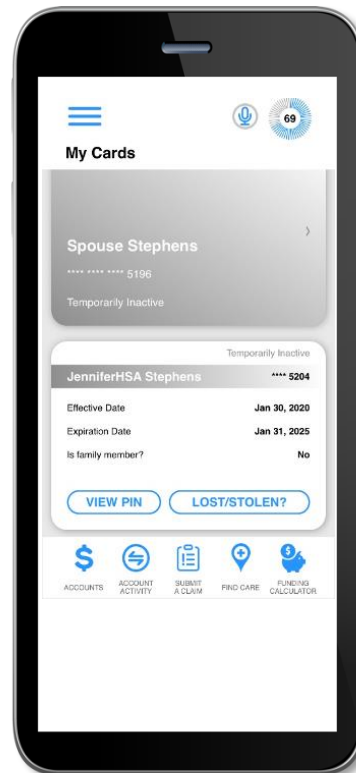 69
My Cards
Spouse Stephens
**** **** **** 5196
Temporarily Inactive
Temporarily Inactive
JenniferHSA Stephens **** 5204
Effective Date Jan 30, 2020
Expiration Date Jan 31, 2025
Is family member? No
VIEW PIN LOST/STOLEN?
ACCOUNTS ACCOUNT ACTIVITY SUBMIT A CLAIM FIND CARE FUNDING CALCULATOR